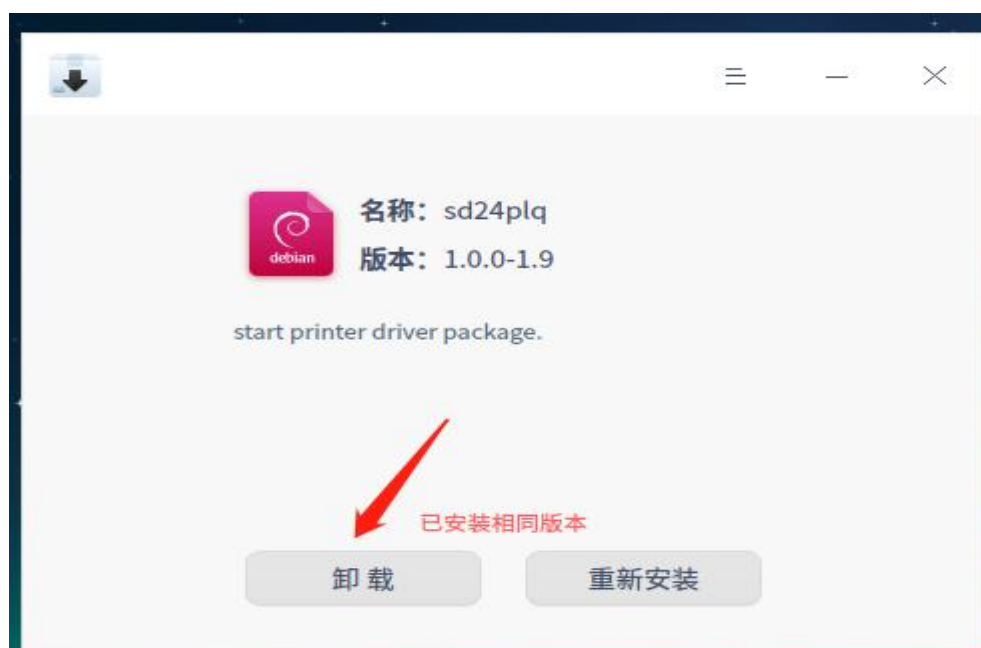 名称：sd24plq
debian
版本：1.0.0-1.9
start printer driver package.
已安装相同版本
卸载
重新安装